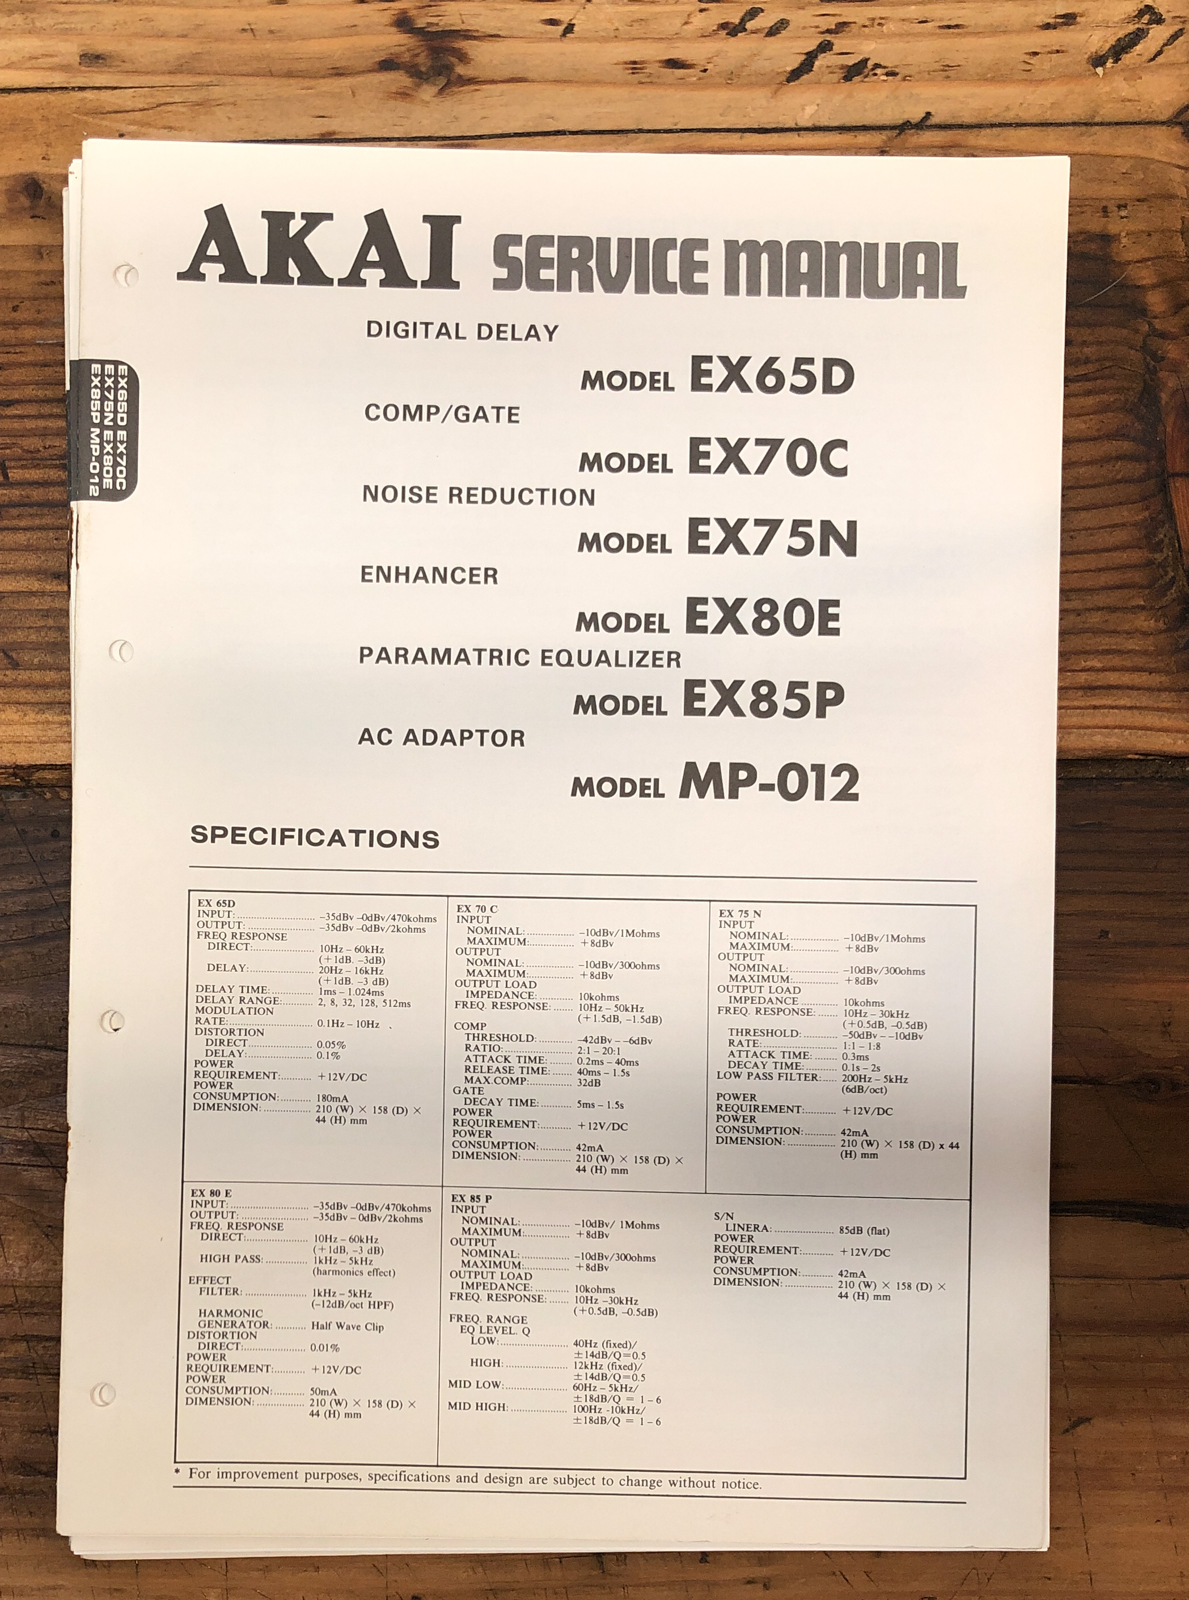 AKAI SERVICE MANUAL
EX65D EX70C
EX75N EX80E
EX85P MP-012
DIGITAL DELAY
MODEL EX65D
COMP/GATE
MODEL EX70C
NOISE REDUCTION
MODEL EX75N
ENHANCER
MODEL EX80E
PARAMATRIC EQUALIZER
MODEL EX85P
AC ADAPTOR
MODEL MP-012
SPECIFICATIONS
EX 65D
INPUT: –35dBv –0dBv/470kohms
OUTPUT: –35dBv –0dBv/2kohms
FREQ RESPONSE
DIRECT: 10Hz – 60kHz
(+1dB. –3dB)
DELAY: 20Hz – 16kHz
(+1dB. –3 dB)
DELAY TIME: 1ms – 1.024ms
DELAY RANGE: 2, 8, 32, 128, 512ms
MODULATION
RATE: 0.1Hz – 10Hz
DISTORTION
DIRECT. 0.05%
DELAY: 0.1%
POWER
REQUIREMENT: +12V/DC
POWER
CONSUMPTION: 180mA
DIMENSION: 210 (W) × 158 (D) ×
44 (H) mm
EX 70 C
INPUT
NOMINAL: –10dBv/1Mohms
MAXIMUM: +8dBv
OUTPUT
NOMINAL: –10dBv/300ohms
MAXIMUM: +8dBv
OUTPUT LOAD
IMPEDANCE: 10kohms
FREQ. RESPONSE: 10Hz – 50kHz
(+1.5dB, –1.5dB)
COMP
THRESHOLD: –42dBv – –6dBv
RATIO: 2:1 – 20:1
ATTACK TIME: 0.2ms – 40ms
RELEASE TIME: 40ms – 1.5s
MAX.COMP: 32dB
GATE
DECAY TIME: 5ms – 1.5s
POWER
REQUIREMENT: +12V/DC
POWER
CONSUMPTION: 42mA
DIMENSION: 210 (W) × 158 (D) ×
44 (H) mm
EX 75 N
INPUT
NOMINAL: –10dBv/1Mohms
MAXIMUM: +8dBv
OUTPUT
NOMINAL: –10dBv/300ohms
MAXIMUM: +8dBv
OUTPUT LOAD
IMPEDANCE 10kohms
FREQ. RESPONSE: 10Hz – 30kHz
(+0.5dB, –0.5dB)
THRESHOLD: –50dBv – –10dBv
RATE: 1:1 – 1:8
ATTACK TIME: 0.3ms
DECAY TIME: 0.1s – 2s
LOW PASS FILTER: 200Hz – 5kHz
(6dB/oct)
POWER
REQUIREMENT: +12V/DC
POWER
CONSUMPTION: 42mA
DIMENSION: 210 (W) × 158 (D) x 44
(H) mm
EX 80 E
INPUT: –35dBv –0dBv/470kohms
OUTPUT: –35dBv – 0dBv/2kohms
FREQ. RESPONSE
DIRECT: 10Hz – 60kHz
(+1dB, –3 dB)
HIGH PASS: 1kHz – 5kHz
(harmonics effect)
EFFECT
FILTER: 1kHz – 5kHz
(–12dB/oct HPF)
HARMONIC
GENERATOR: Half Wave Clip
DISTORTION
DIRECT: 0.01%
POWER
REQUIREMENT: +12V/DC
POWER
CONSUMPTION: 50mA
DIMENSION: 210 (W) × 158 (D) ×
44 (H) mm
EX 85 P
INPUT
NOMINAL: –10dBv/ 1Mohms
MAXIMUM: +8dBv
OUTPUT
NOMINAL: –10dBv/300ohms
MAXIMUM: +8dBv
OUTPUT LOAD
IMPEDANCE: 10kohms
FREQ. RESPONSE: 10Hz –30kHz
(+0.5dB, –0.5dB)
FREQ. RANGE
EQ LEVEL. Q
LOW: 40Hz (fixed)/
±14dB/Q=0.5
HIGH: 12kHz (fixed)/
±14dB/Q=0.5
MID LOW: 60Hz – 5kHz/
±18dB/Q = 1 – 6
MID HIGH: 100Hz -10kHz/
±18dB/Q = 1 – 6
S/N
LINERA: 85dB (flat)
POWER
REQUIREMENT: +12V/DC
POWER
CONSUMPTION: 42mA
DIMENSION: 210 (W) × 158 (D) ×
44 (H) mm
* For improvement purposes, specifications and design are subject to change without notice.